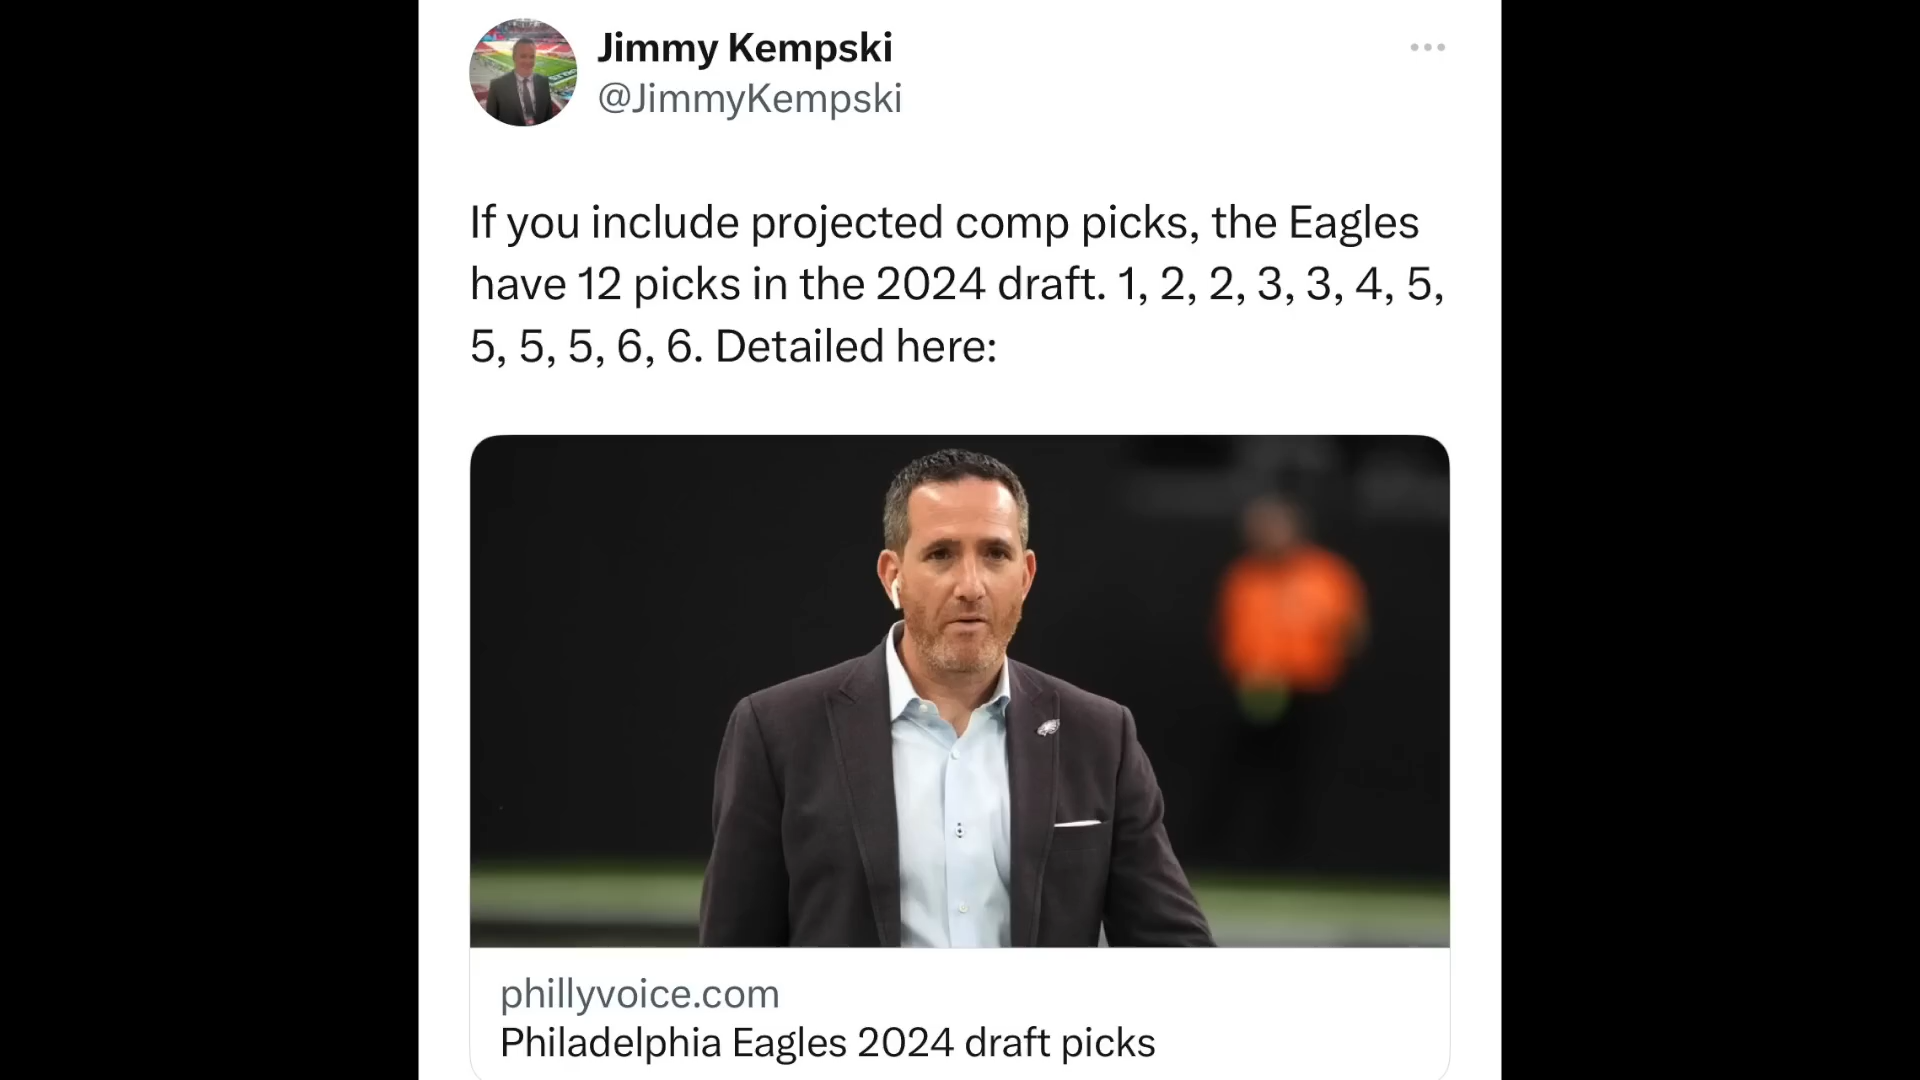 Jimmy Kempski
@JimmyKempski
If you include projected comp picks, the Eagles
have 12 picks in the 2024 draft. 1, 2, 2, 3, 3, 4, 5,
5, 5, 5, 6, 6. Detailed here:
phillyvoice.com
Philadelphia Eagles 2024 draft picks